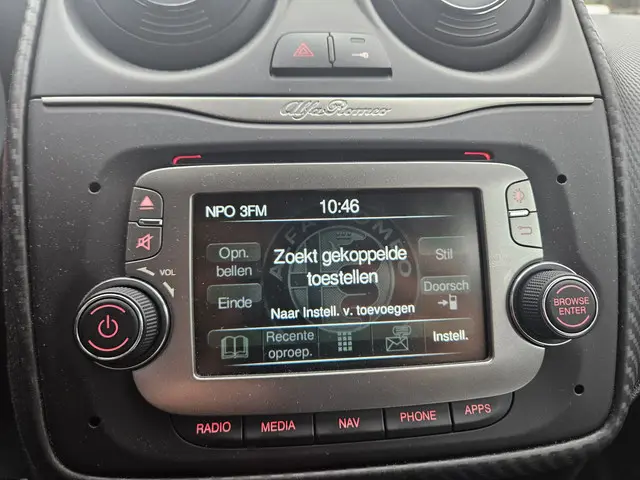 Alfa Romeo
NPO 3FM 10:46
VOL
Opn.
bellen
Zoekt gekoppelde
toestellen
Stil
Einde
Doorsch
Naar Instell. v. toevoegen
Recente
oproep.
Instell.
BROWSE
ENTER
RADIO MEDIA NAV PHONE APPS